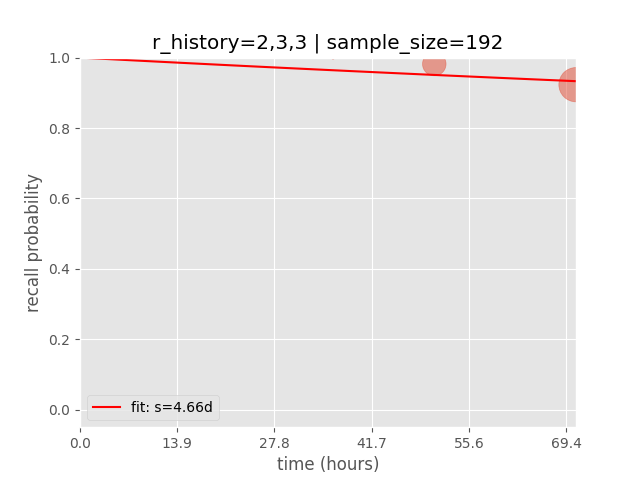 r_history=2,3,3 | sample_size=192
recall probability
1.0
0.8
0.6
0.4
0.2
0.0
fit: s=4.66d
0.0 13.9 27.8 41.7 55.6 69.4
time (hours)